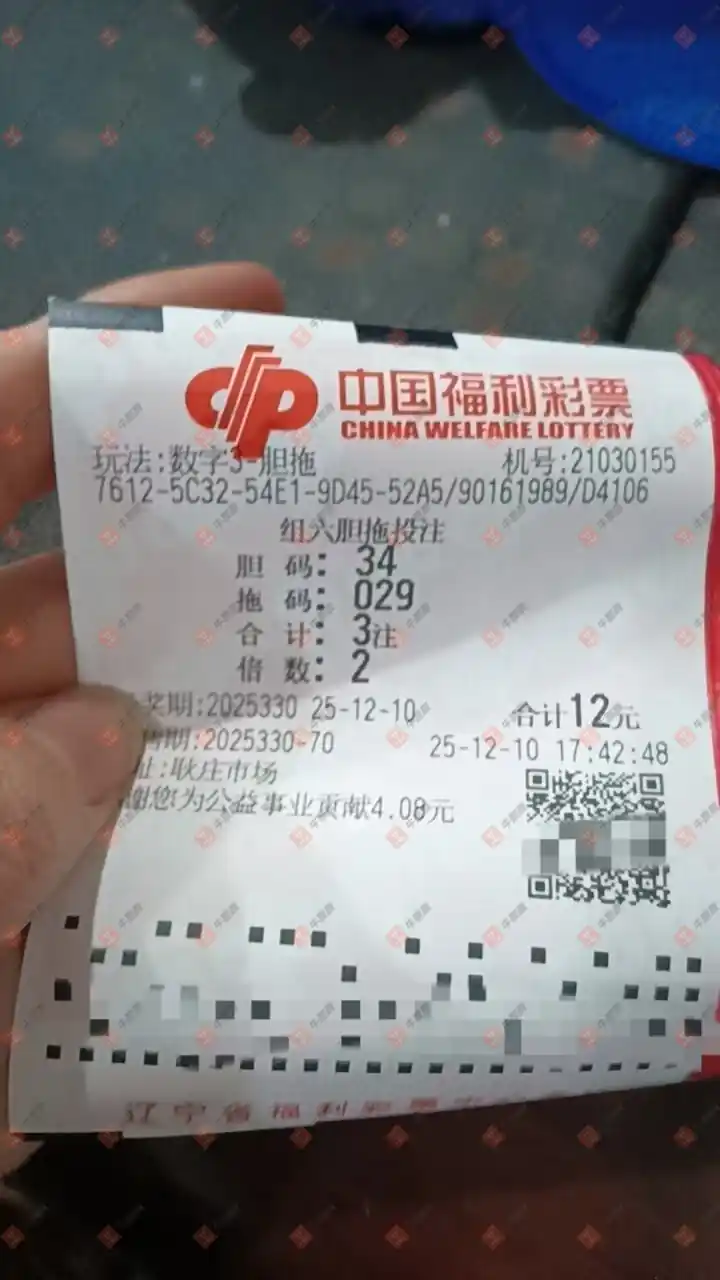 中国福利彩票
CHINA WELFARE LOTTERY
玩法:数字3-胆拖 机号:21030155
7612-5C32-54E1-9D45-52A5/90161989/D4106
组六胆拖投注
胆 码: 34
拖 码: 029
合 计: 3注
倍 数: 2
奖期:2025330 25-12-10 合计12元
期:2025330-70 25-12-10 17:42:48
址:耿庄市场
谢您为公益事业贡献4.08元
辽宁省福利彩票